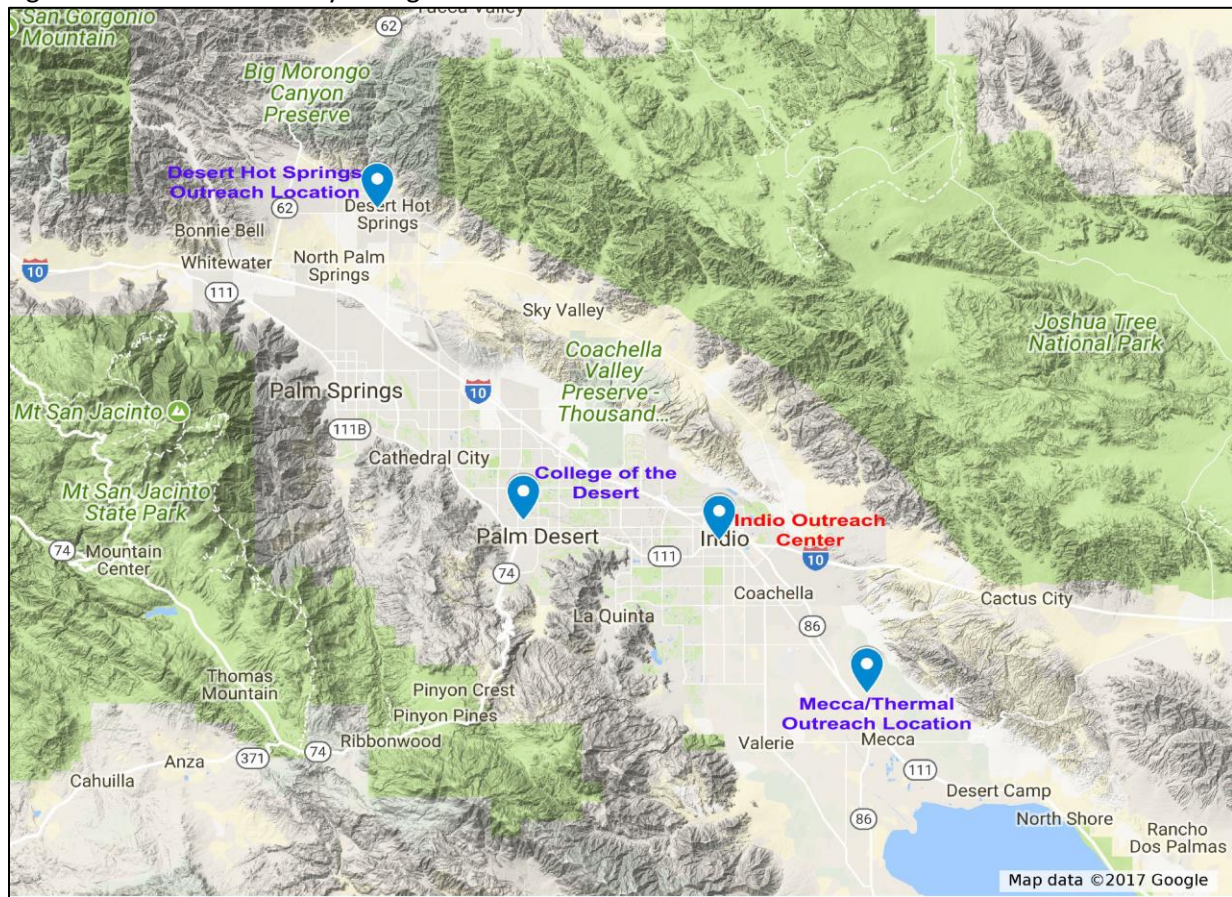 San Gorgonio
Mountain
62
Big Morongo
Canyon
Preserve
Desert Hot Springs
Outreach Location
62
Desert Hot
Springs
Bonnie Bell
Whitewater
North Palm
Springs
10
111
Sky Valley
Joshua Tree
National Park
Coachella
Valley
Preserve -
Thousand...
10
Palm Springs
Mt San Jacinto
111B
Cathedral City
College of the
Desert
Mt San Jacinto
State Park
Palm Desert
Indio
Indio Outreach
Center
74
Mountain
Center
74
111
10
Coachella
Cactus City
La Quinta
86
Thomas
Mountain
Pinyon Crest
Pinyon Pines
Mecca/Thermal
Outreach Location
Ribbonwood
Valerie
Mecca
Anza
371
74
Cahuilla
111
Desert Camp
86
North Shore
Rancho
Dos Palmas
Map data ©2017 Google